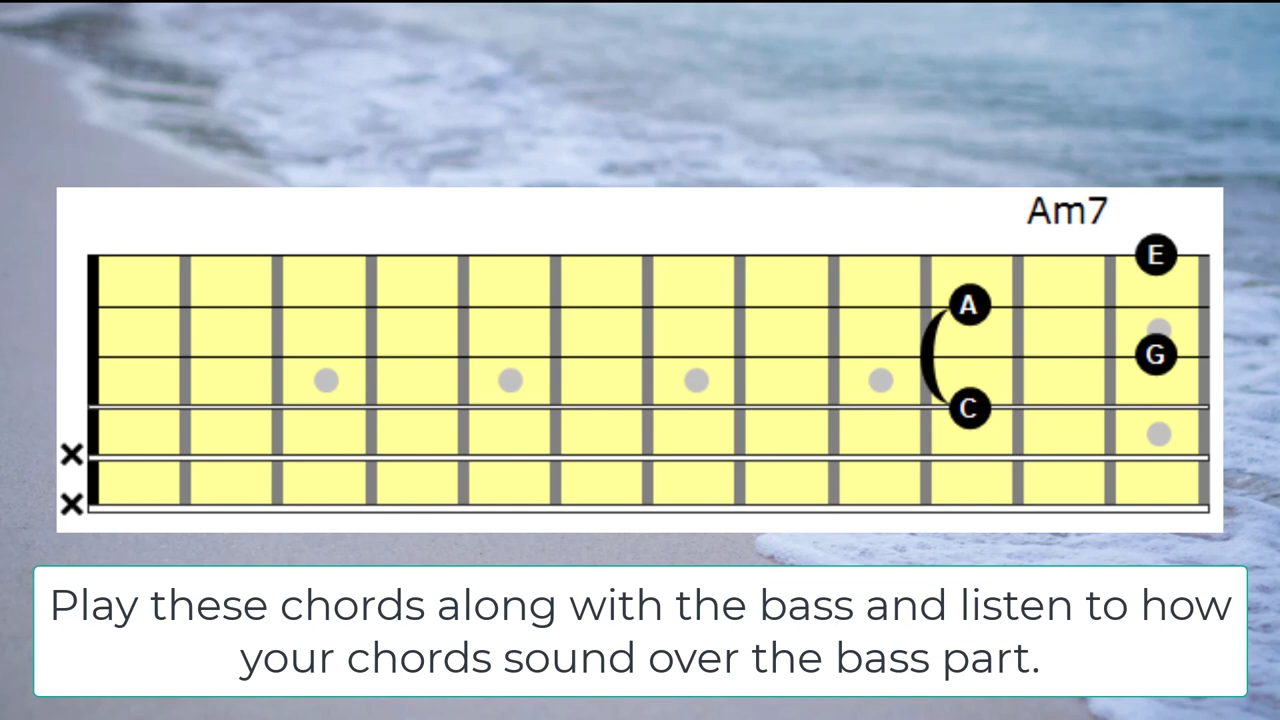 Am7
E
A
G
C
×
×
Play these chords along with the bass and listen to how
your chords sound over the bass part.